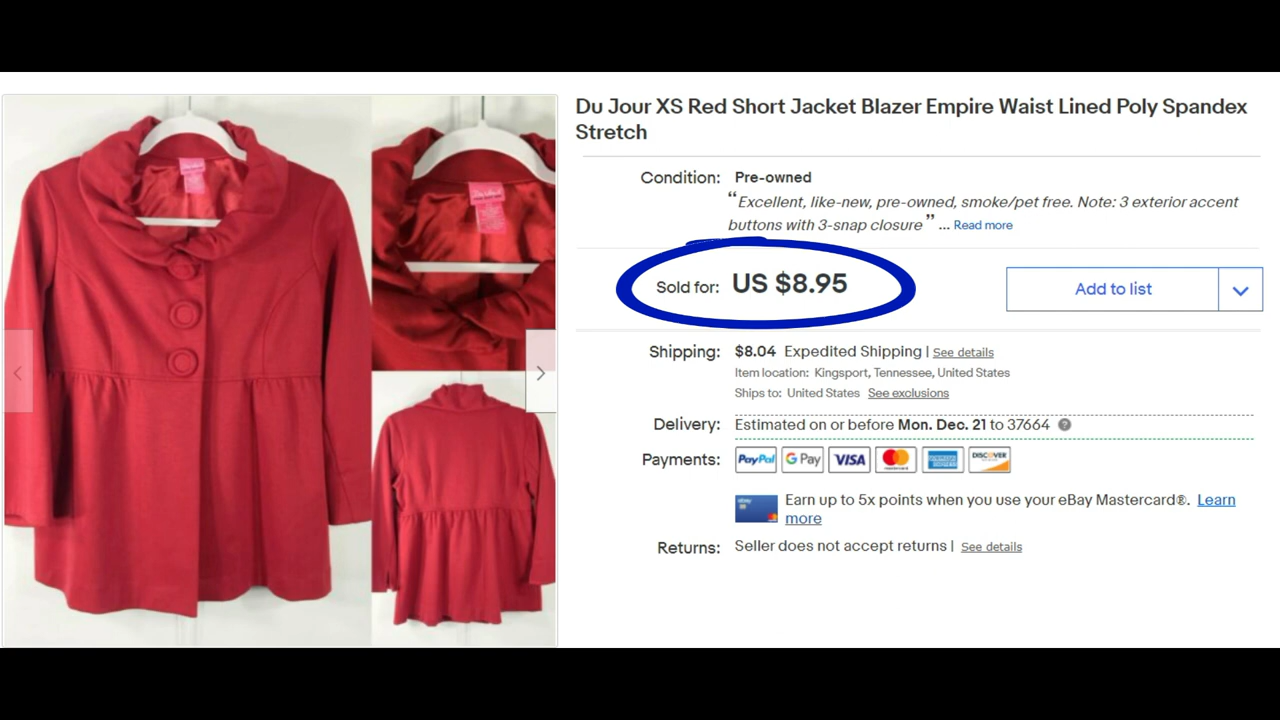 Du Jour XS Red Short Jacket Blazer Empire Waist Lined Poly Spandex
Stretch
Condition: Pre-owned
“Excellent, like-new, pre-owned, smoke/pet free. Note: 3 exterior accent
buttons with 3-snap closure” ... Read more
Sold for: US $8.95
Add to list
Shipping: $8.04 Expedited Shipping | See details
Item location: Kingsport, Tennessee, United States
Ships to: United States See exclusions
Delivery: Estimated on or before Mon. Dec. 21 to 37664 ?
Payments: PayPal G Pay VISA mastercard AMERICAN EXPRESS DISCOVER
Earn up to 5x points when you use your eBay Mastercard®. Learn
more
Returns: Seller does not accept returns | See details